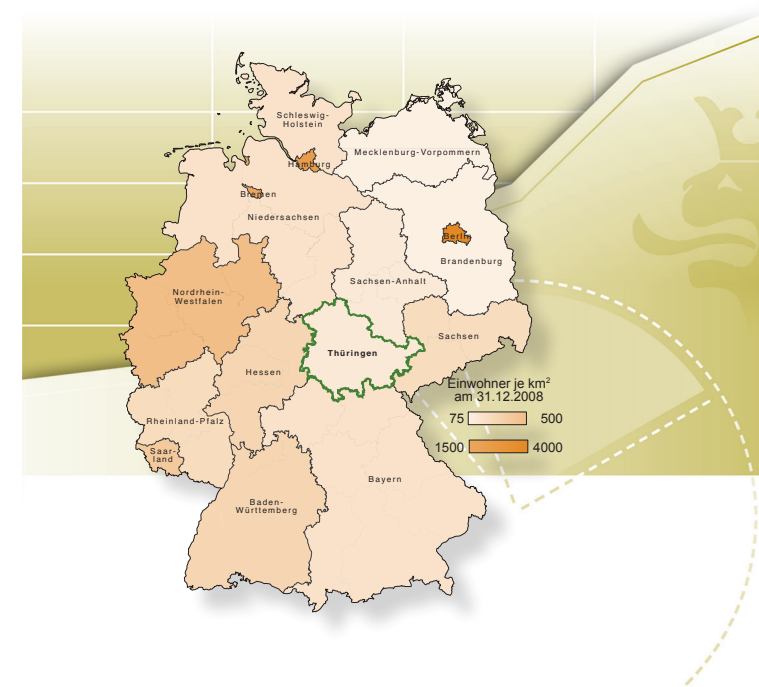 Schleswig-
Holstein
Mecklenburg-Vorpommern
Hamburg
Bremen
Niedersachsen
Berlin
Brandenburg
Sachsen-Anhalt
Nordrhein-
Westfalen
Sachsen
Thüringen
Hessen
Einwohner je km²
am 31.12.2008
75 500
1500 4000
Rheinland-Pfalz
Saar-
land
Bayern
Baden-
Württemberg